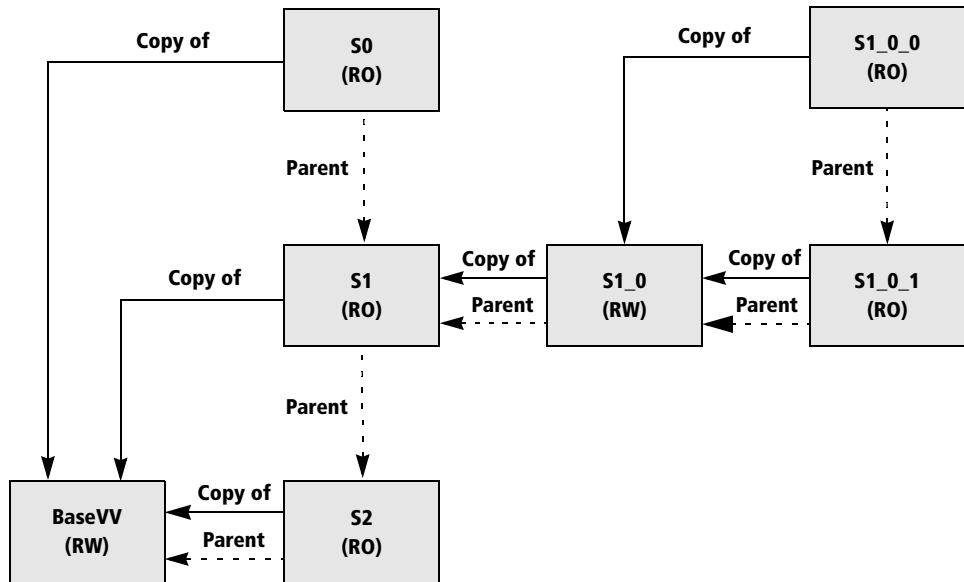 Copy of
S0
(RO)
Copy of
S1_0_0
(RO)
Parent
Parent
Copy of
S1
(RO)
Copy of
Parent
S1_0
(RW)
Copy of
Parent
S1_0_1
(RO)
Parent
BaseVV
(RW)
Copy of
Parent
S2
(RO)